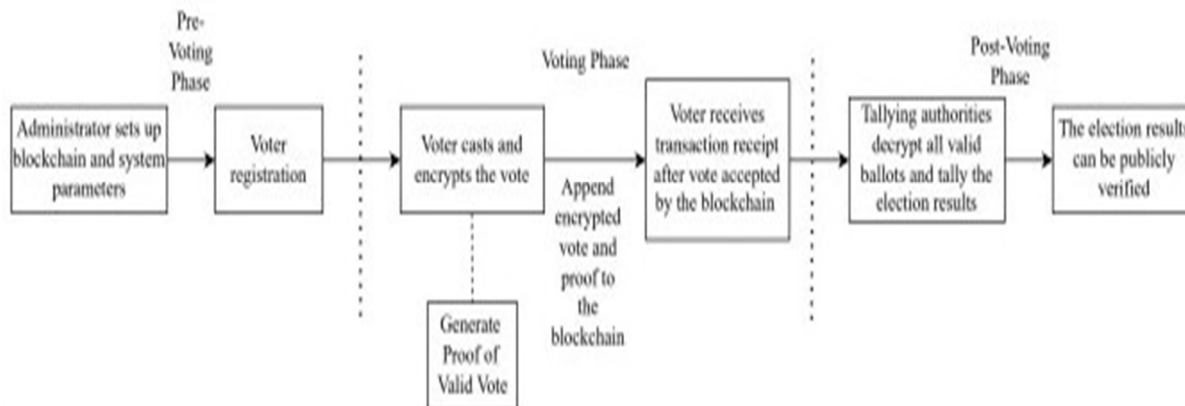 Pre-
Voting
Phase
Administrator sets up
blockchain and system
parameters
Voter
registration
Voting Phase
Voter casts and
encrypts the vote
Generate
Proof of
Valid Vote
Append
encrypted
vote and
proof to
the
blockchain
Voter receives
transaction receipt
after vote accepted
by the blockchain
Post-Voting
Phase
Tallying authorities
decrypt all valid
ballots and tally the
election results
The election results
can be publicly
verified